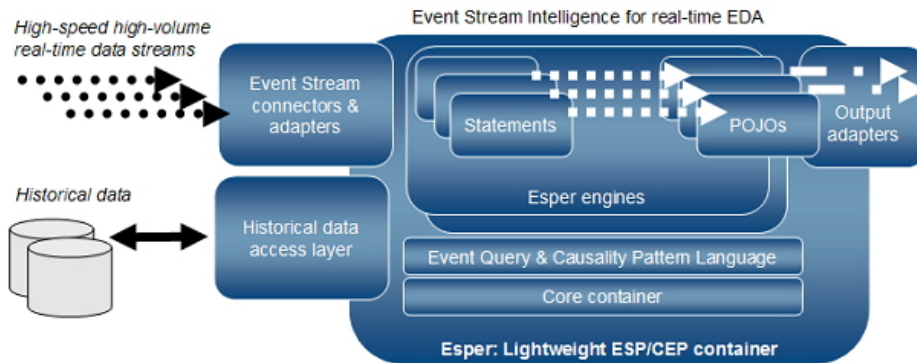 Event Stream Intelligence for real-time EDA
High-speed high-volume
real-time data streams
Event Stream
connectors &
adapters
Statements
POJOs
Output
adapters
Esper engines
Historical data
Historical data
access layer
Event Query & Causality Pattern Language
Core container
Esper: Lightweight ESP/CEP container